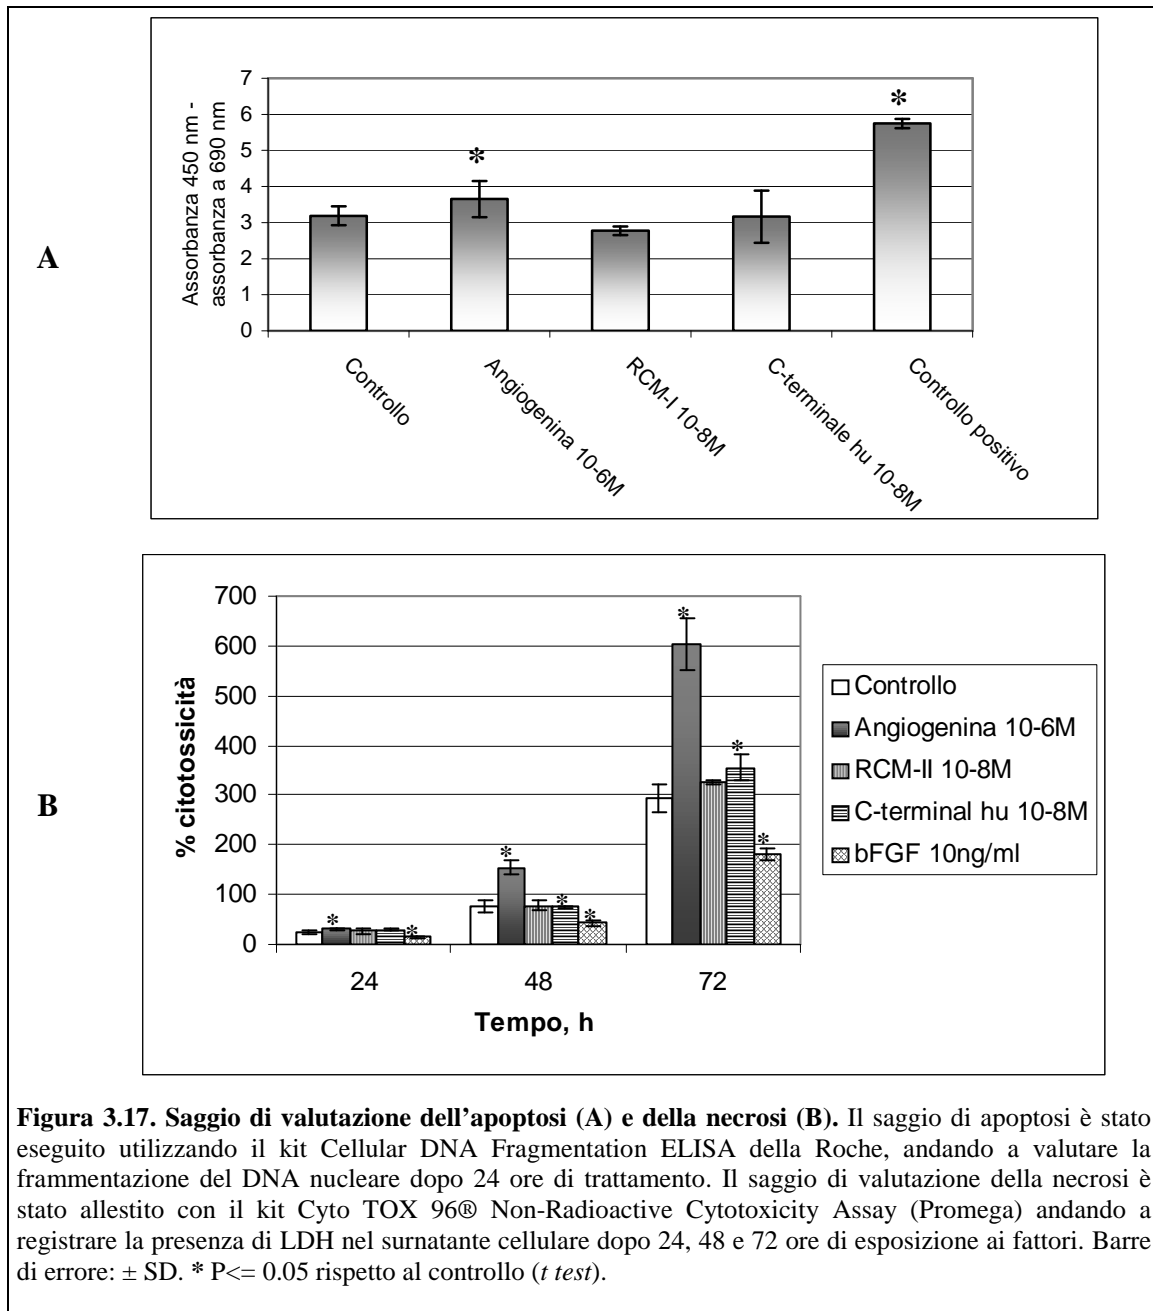 A
Assorbanza 450 nm -
assorbanza a 690 nm
7
6
5
4
3
2
1
0
*
*
Controllo
Angiogenina 10-6M
RCM-I 10-8M
C-terminale hu 10-8M
Controllo positivo
B
% citotossicità
700
600
500
400
300
200
100
0
*
*
*
*
*
*
*
*
24
48
72
Tempo, h
Controllo
Angiogenina 10-6M
RCM-II 10-8M
C-terminal hu 10-8M
bFGF 10ng/ml
Figura 3.17. Saggio di valutazione dell'apoptosi (A) e della necrosi (B). Il saggio di apoptosi è stato
eseguito utilizzando il kit Cellular DNA Fragmentation ELISA della Roche, andando a valutare la
frammentazione del DNA nucleare dopo 24 ore di trattamento. Il saggio di valutazione della necrosi è
stato allestito con il kit Cyto TOX 96® Non-Radioactive Cytotoxicity Assay (Promega) andando a
registrare la presenza di LDH nel surnatante cellulare dopo 24, 48 e 72 ore di esposizione ai fattori. Barre
di errore: ± SD. * P<= 0.05 rispetto al controllo (t test).